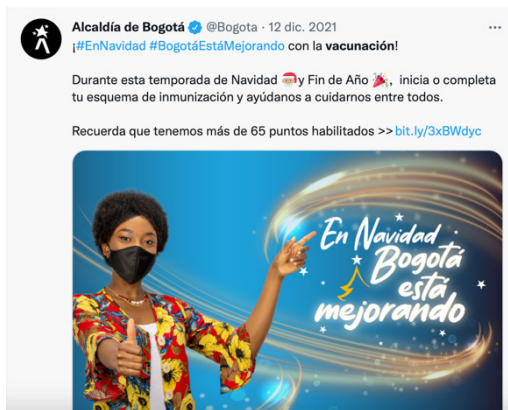 Alcaldía de Bogotá @Bogota · 12 dic. 2021
¡#EnNavidad #BogotáEstáMejorando con la vacunación!
Durante esta temporada de Navidad 🎅y Fin de Año 🎉, inicia o completa
tu esquema de inmunización y ayúdanos a cuidarnos entre todos.
Recuerda que tenemos más de 65 puntos habilitados >> bit.ly/3xBWdyc
En Navidad
Bogotá
está
mejorando